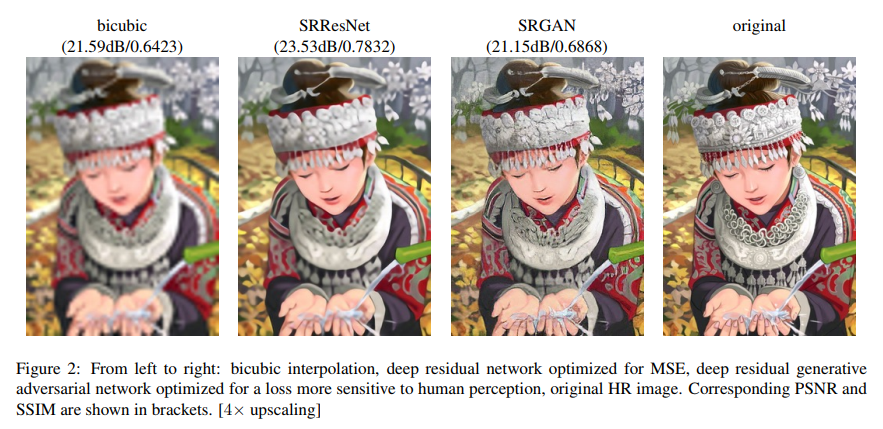 bicubic
(21.59dB/0.6423)
SRResNet
(23.53dB/0.7832)
SRGAN
(21.15dB/0.6868)
original
Figure 2: From left to right: bicubic interpolation, deep residual network optimized for MSE, deep residual generative
adversarial network optimized for a loss more sensitive to human perception, original HR image. Corresponding PSNR and
SSIM are shown in brackets. [4× upscaling]